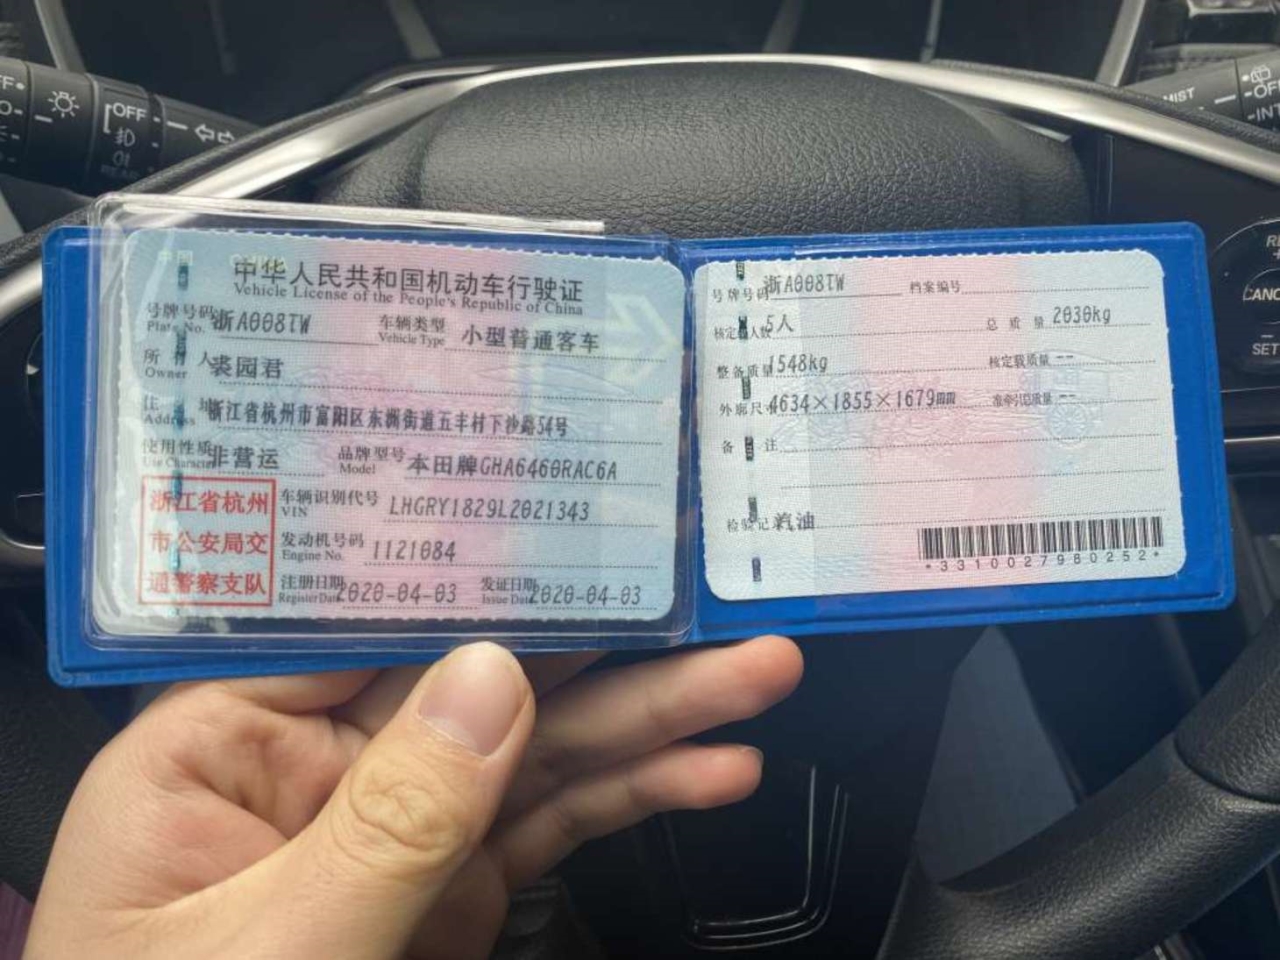 中华人民共和国机动车行驶证
Vehicle License of the People's Republic of China
号牌号码 浙A008TW 车辆类型 小型普通客车
Plate No. Vehicle Type
所有人 裘园君
Owner
住址 浙江省杭州市富阳区东洲街道五丰村下沙路54号
Address
使用性质 非营运 品牌型号 本田牌GHA6460RAC6A
Use Character Model
浙江省杭州
市公安局交
通警察支队
车辆识别代号 LHGRY1829L2021343
VIN
发动机号码 1121084
Engine No.
注册日期 2020-04-03 发证日期 2020-04-03
Register Date Issue Date
号牌号码 浙A008TW 档案编号
核定载人数 5人 总质量 2030kg
整备质量 1548kg 核定载质量 --
外廓尺寸 4634×1855×1679mm 准牵引总质量 --
备注
检验记录 汽油
*3310027980252*
OFF
REAR
MIST
OFF
INT
SET